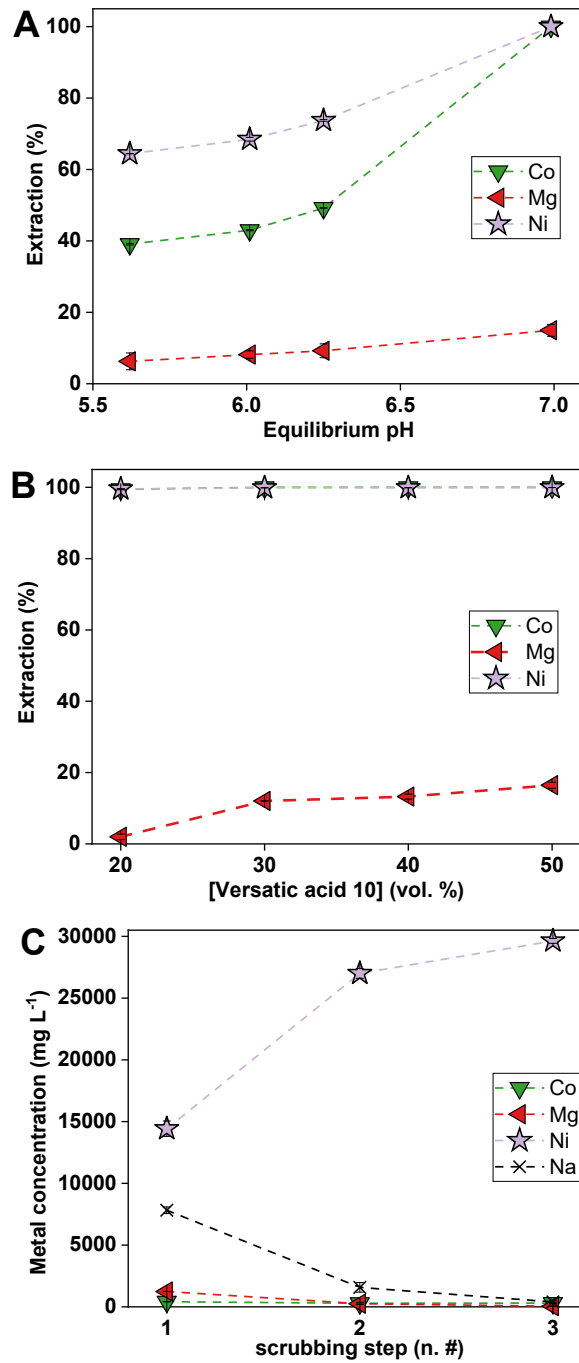 A
100
80
60
40
20
0
Extraction (%)
Co
Mg
Ni
5.5 6.0 6.5 7.0
Equilibrium pH
B
100
80
60
40
20
0
Extraction (%)
Co
Mg
Ni
20 30 40 50
[Versatic acid 10] (vol. %)
C
30000
25000
20000
15000
10000
5000
0
Metal concentration (mg L⁻¹)
Co
Mg
Ni
Na
1 2 3
scrubbing step (n. #)